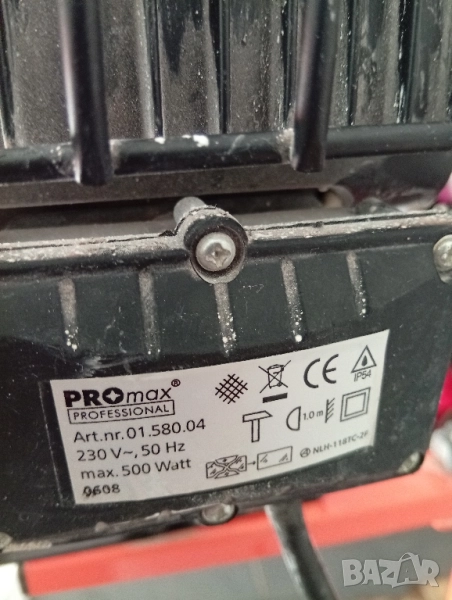 PROmax®
PROFESSIONAL
Art.nr. 01.580.04
230 V~, 50 Hz
max. 500 Watt
0608
CE
IP54
1.0 m
NLH-118TC-2F
BAZAR